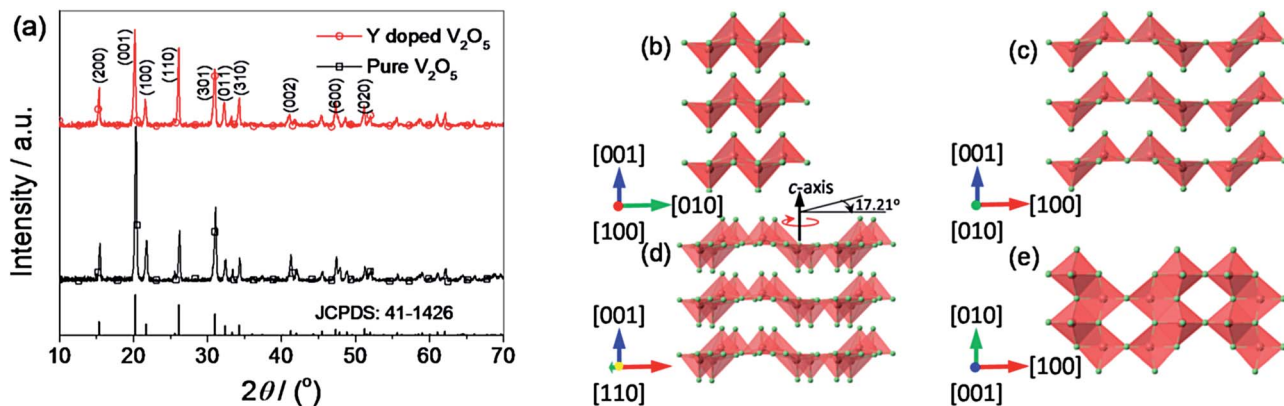 (a)
Intensity / a.u.
Y doped V₂O₅
Pure V₂O₅
(200)
(001)
(100)
(110)
(301)
(011)
(310)
(002)
(600)
(020)
JCPDS: 41-1426
10 20 30 40 50 60 70
2θ / (°)
(b)
[001]
[010]
[100]
(c)
[001]
[100]
[010]
(d)
c-axis
17.21°
[001]
[110]
(e)
[010]
[100]
[001]